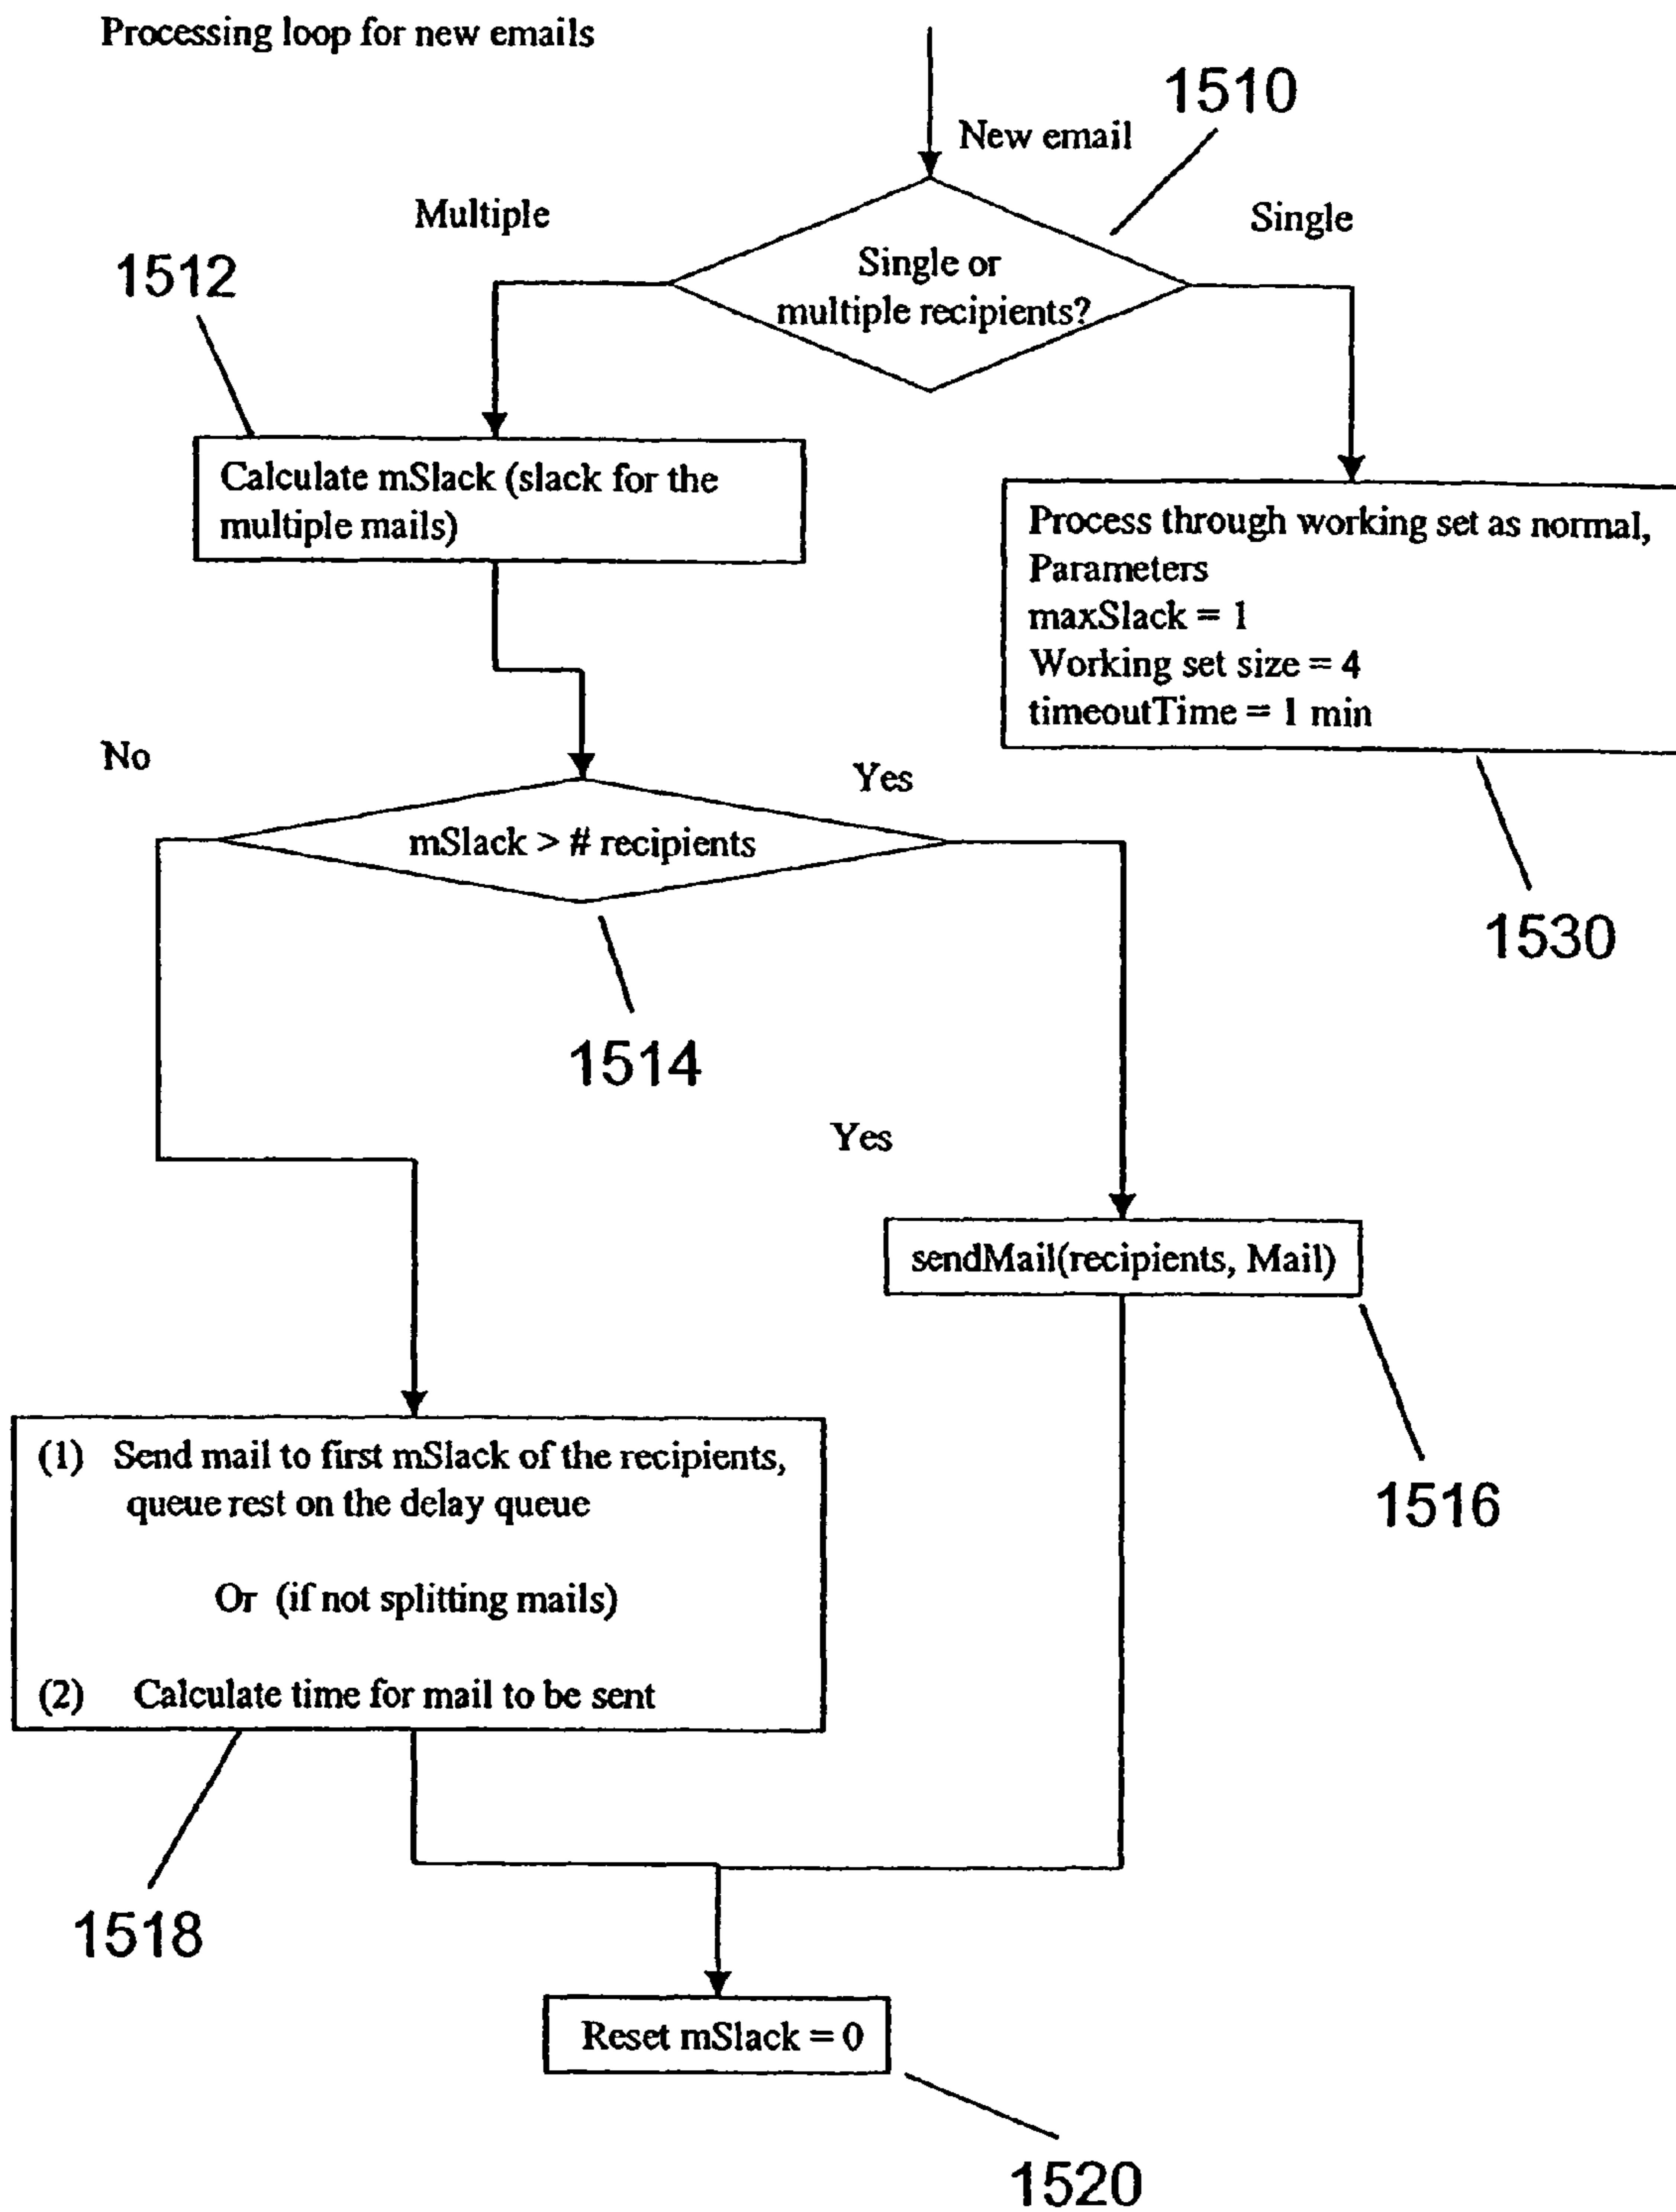 Processing loop for new emails
1510
New email
Multiple
Single
1512
Single or
multiple recipients?
Calculate mSlack (slack for the
multiple mails)
Process through working set as normal,
Parameters
maxSlack = 1
Working set size = 4
timeoutTime = 1 min
No
Yes
mSlack > # recipients
1530
1514
Yes
sendMail(recipients, Mail)
(1) Send mail to first mSlack of the recipients,
queue rest on the delay queue
1516
Or (if not splitting mails)
(2) Calculate time for mail to be sent
1518
Reset mSlack = 0
1520